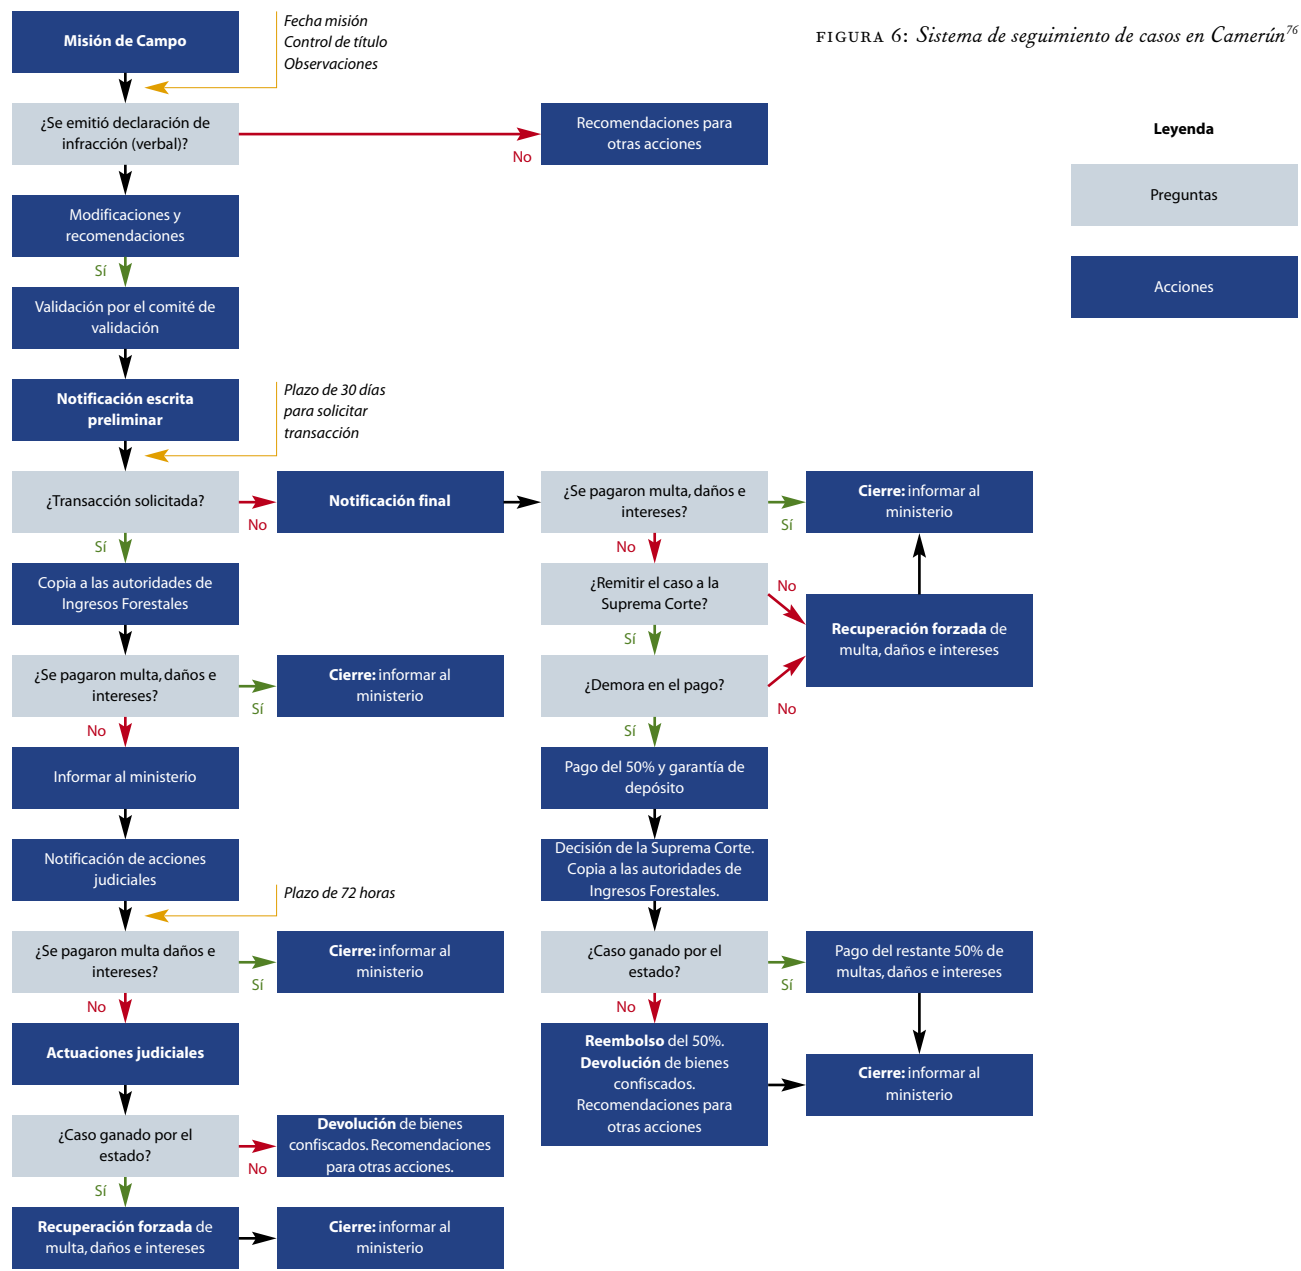 Misión de Campo
Fecha misión
Control de título
Observaciones
FIGURA 6: Sistema de seguimiento de casos en Camerún76
¿Se emitió declaración de
infracción (verbal)?
No
Recomendaciones para
otras acciones
Leyenda
Preguntas
Acciones
Modificaciones y
recomendaciones
Sí
Validación por el comité de
validación
Notificación escrita
preliminar
Plazo de 30 días
para solicitar
transacción
¿Transacción solicitada?
No
Notificación final
¿Se pagaron multa, daños e
intereses?
Sí
Cierre: informar al
ministerio
Sí
No
Copia a las autoridades de
Ingresos Forestales
¿Remitir el caso a la
Suprema Corte?
No
Recuperación forzada de
multa, daños e intereses
Sí
¿Se pagaron multa, daños e
intereses?
Sí
Cierre: informar al
ministerio
¿Demora en el pago?
No
No
Sí
Informar al ministerio
Pago del 50% y garantía de
depósito
Notificación de acciones
judiciales
Decisión de la Suprema Corte.
Copia a las autoridades de
Ingresos Forestales.
Plazo de 72 horas
¿Se pagaron multa daños e
intereses?
Sí
Cierre: informar al
ministerio
¿Caso ganado por el
estado?
Sí
Pago del restante 50% de
multas, daños e intereses
No
No
Actuaciones judiciales
Reembolso del 50%.
Devolución de bienes
confiscados.
Recomendaciones para
otras acciones
Cierre: informar al
ministerio
¿Caso ganado por el
estado?
No
Devolución de bienes
confiscados. Recomendaciones
para otras acciones.
Sí
Recuperación forzada de
multa, daños e intereses
Cierre: informar al
ministerio